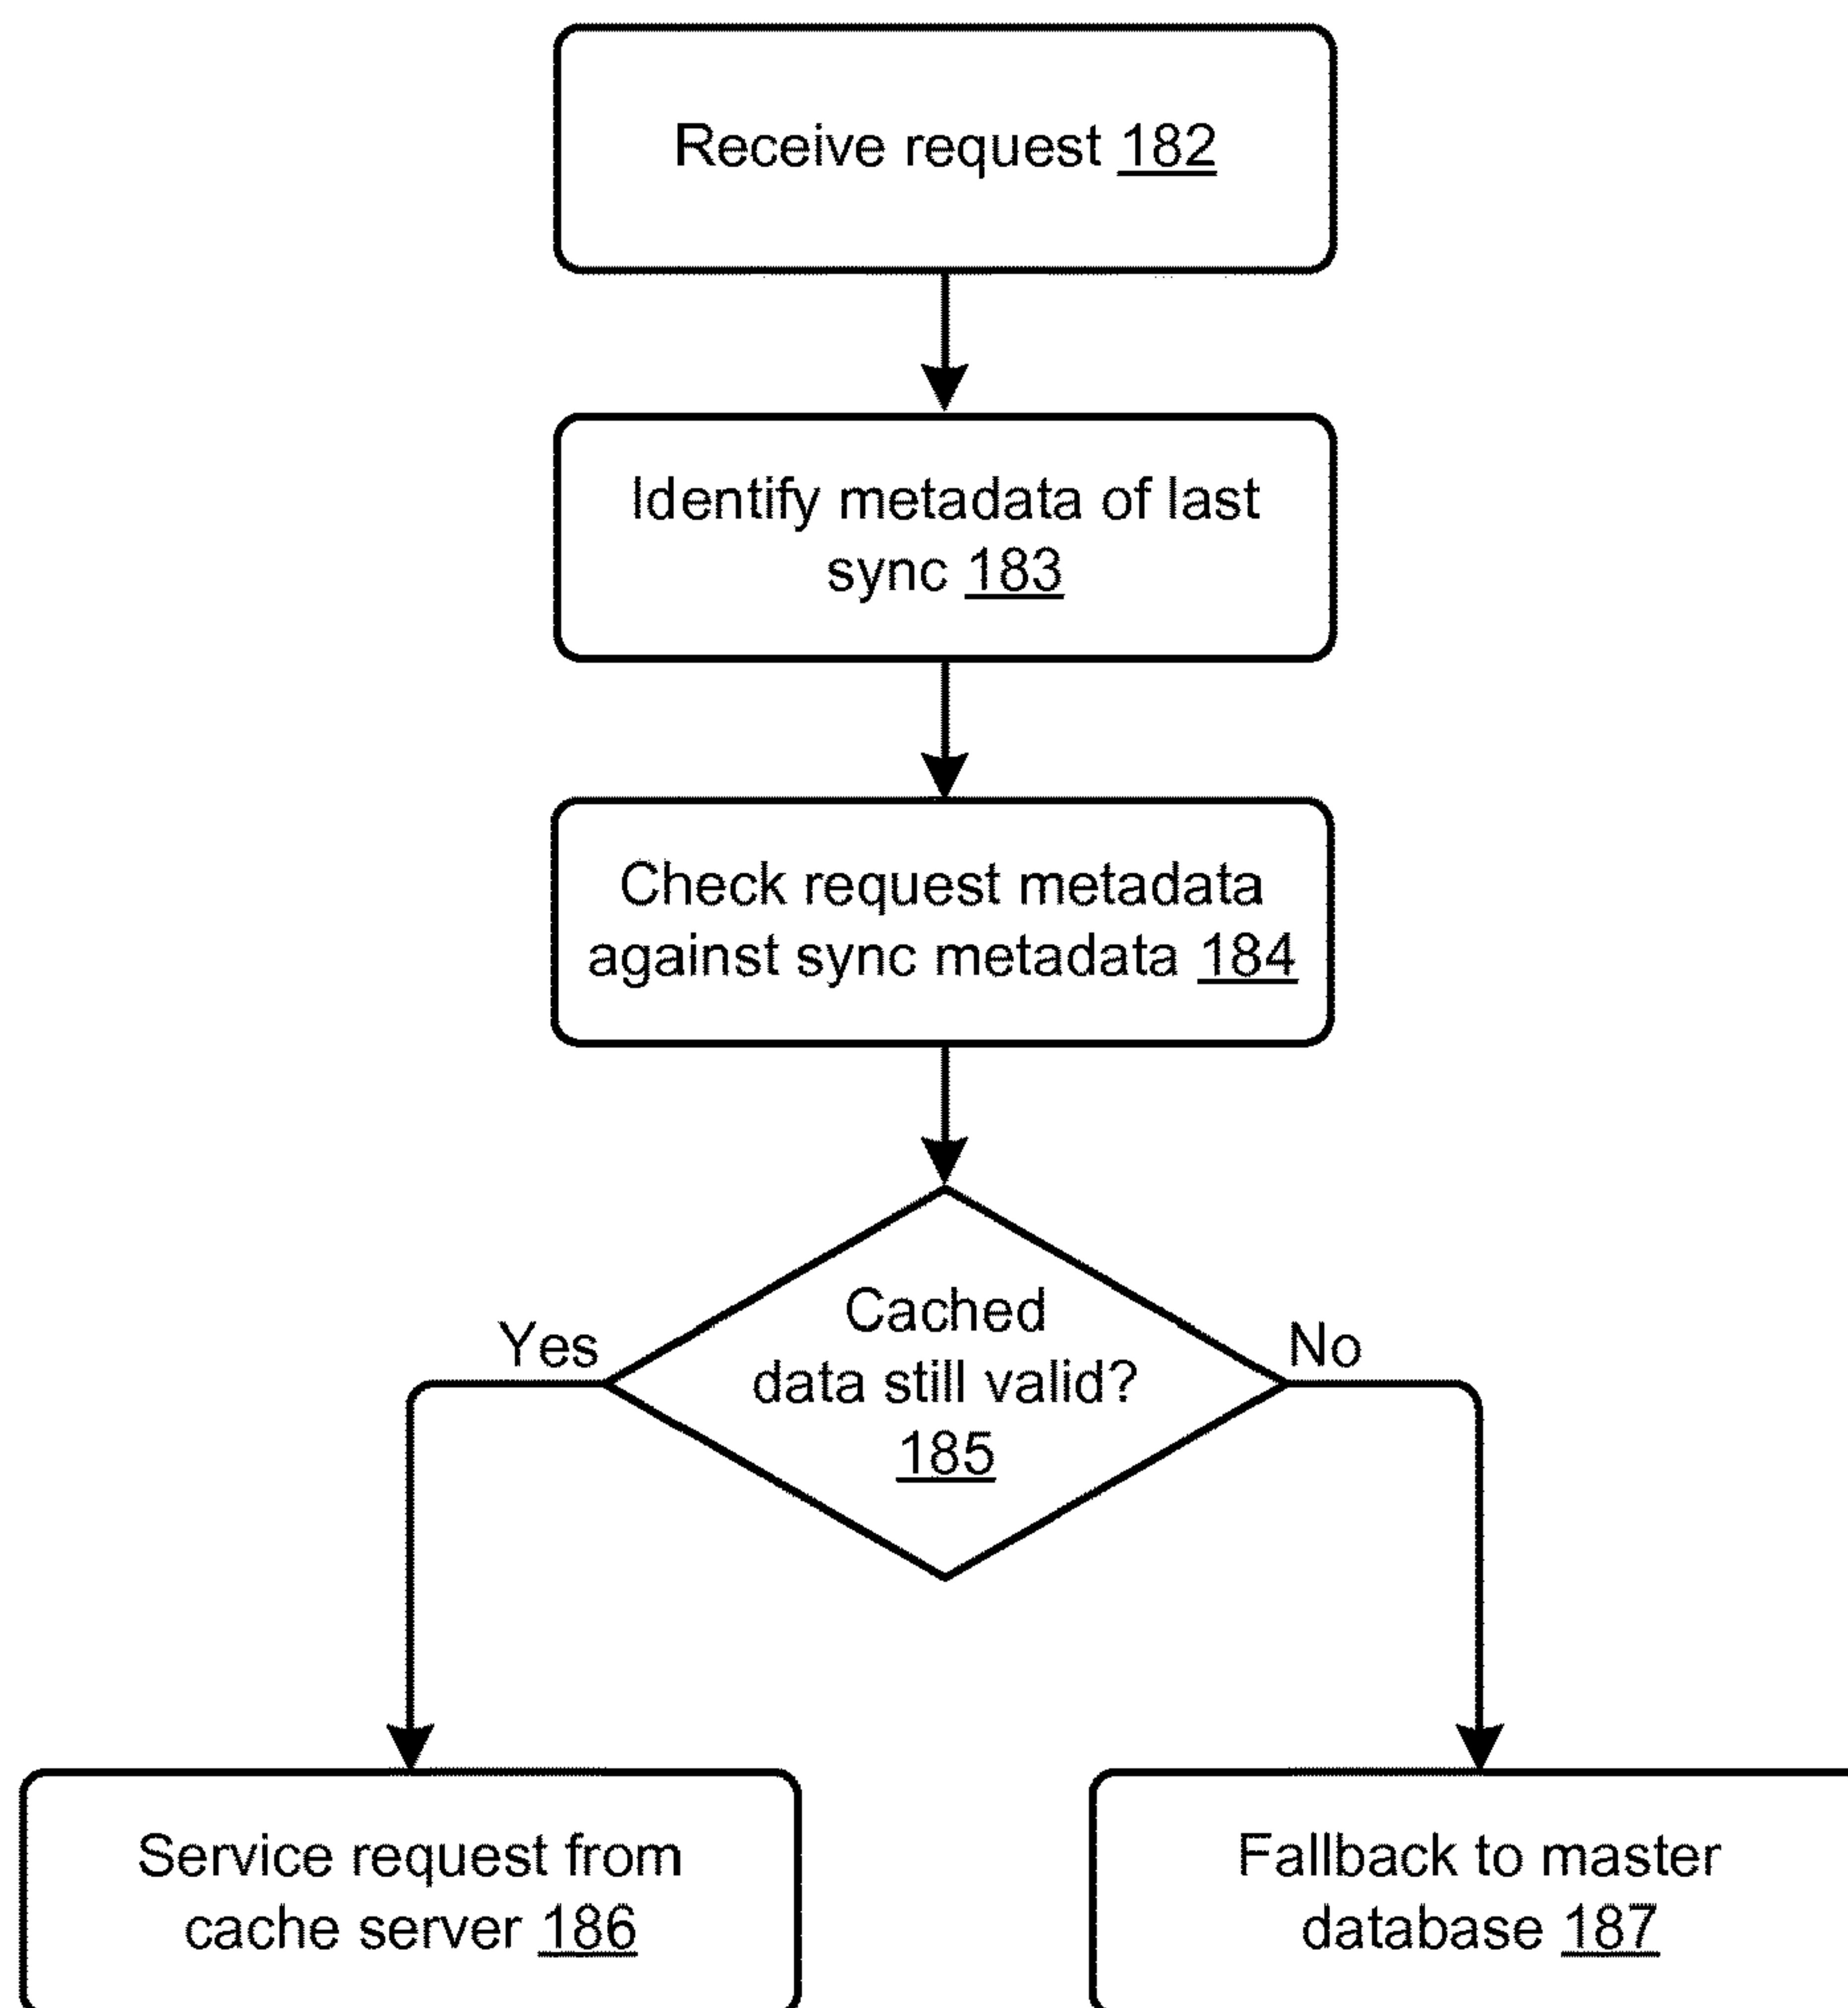 Receive request 182
Identify metadata of last
sync 183
Check request metadata
against sync metadata 184
Cached
data still valid?
185
Yes
No
Service request from
cache server 186
Fallback to master
database 187